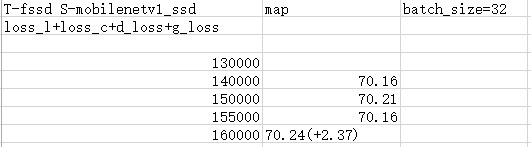 T-fssd S-mobilenetv1_ssd map batch_size=32
loss_l+loss_c+d_loss+g_loss
130000
140000 70.16
150000 70.21
155000 70.16
160000 70.24(+2.37)